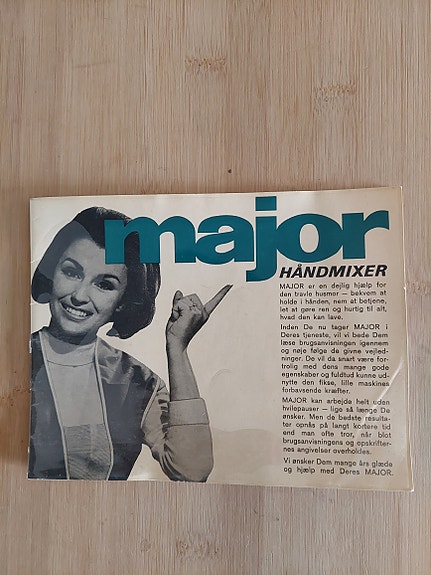 major
HÅNDMIXER
MAJOR er en dejlig hjælp for
den travle husmor — bekvem at
holde i hånden, nem at betjene,
let at gøre ren og hurtig til alt,
hvad den kan lave.
Inden De nu tager MAJOR i
Deres tjeneste, vil vi bede Dem
læse brugsanvisningen igennem
og nøje følge de givne vejled-
ninger. De vil da snart være for-
trolig med dens mange gode
egenskaber og fuldtud kunne ud-
nytte den fikse, lille maskines
forbavsende kræfter.
MAJOR kan arbejde helt uden
hvilepauser — lige så længe De
ønsker. Men de bedste resulta-
ter opnås på langt kortere tid
end man ofte tror, når blot
brugsanvisningens og opskrifter-
nes angivelser overholdes.
Vi ønsker Dem mange års glæde
og hjælp med Deres MAJOR.